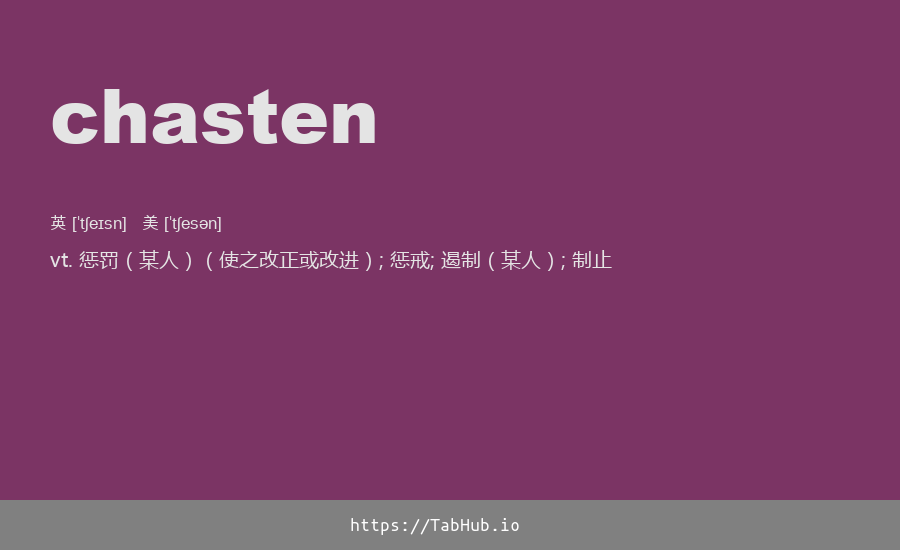 chasten
英 [ˈtʃeɪsn] 美 [ˈtʃesən]
vt. 惩罚 ( 某人 ) ( 使之改正或改进 ) ; 惩戒; 遏制 ( 某人 ) ; 制止
https://TabHub.io